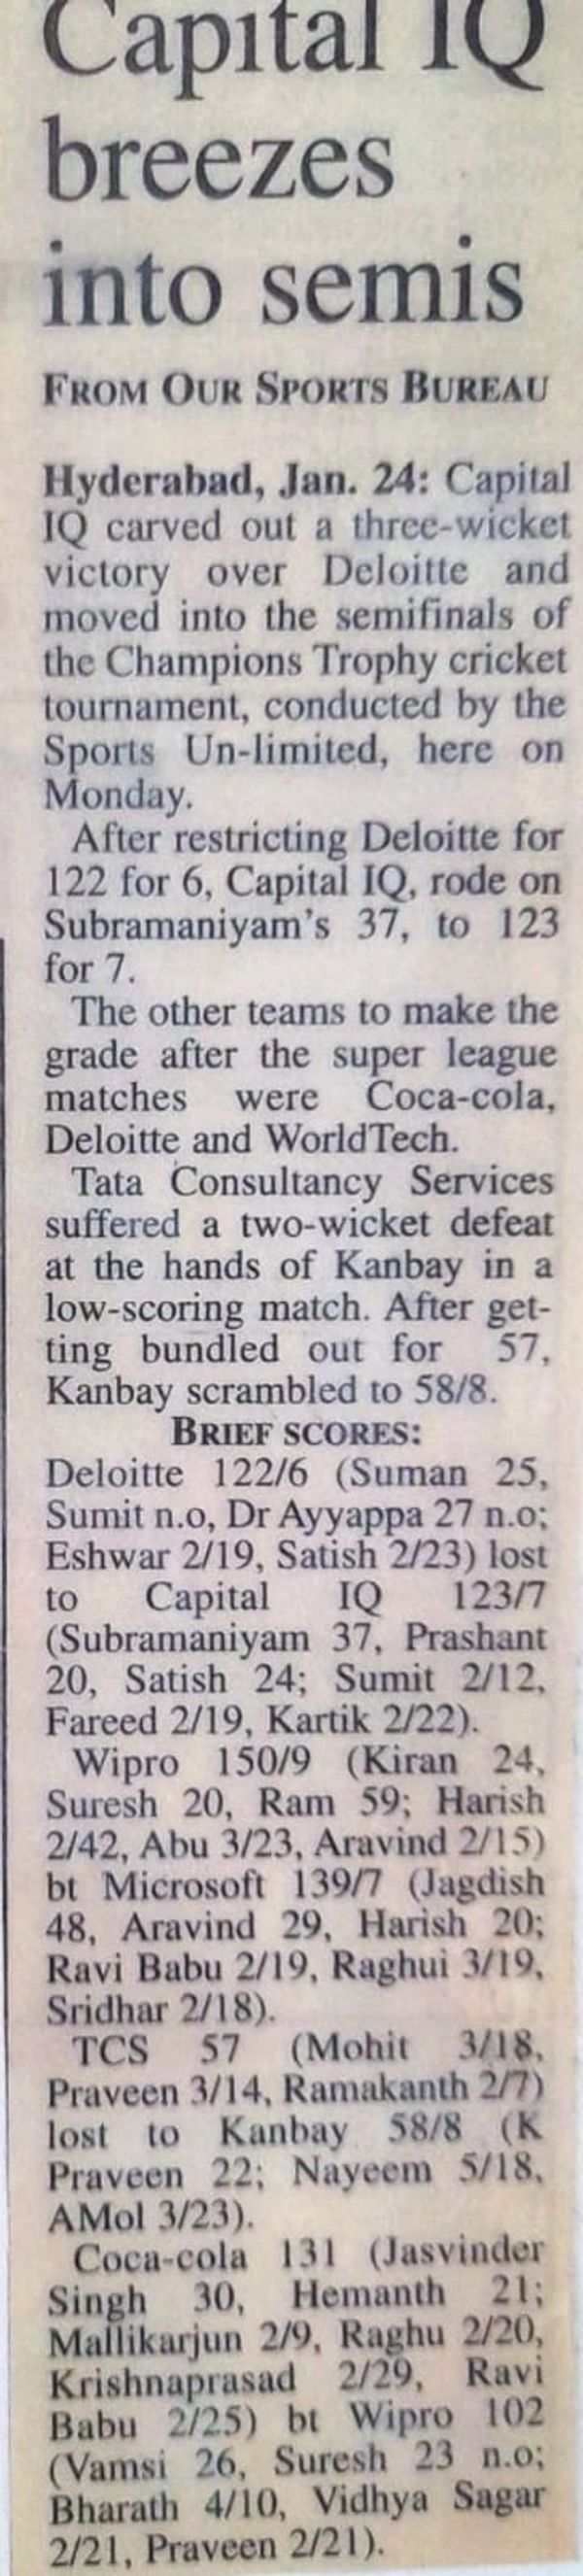 Capital IQ
breezes
into semis
FROM OUR SPORTS BUREAU
Hyderabad, Jan. 24: Capital
IQ carved out a three-wicket
victory over Deloitte and
moved into the semifinals of
the Champions Trophy cricket
tournament, conducted by the
Sports Un-limited, here on
Monday.
After restricting Deloitte for
122 for 6, Capital IQ, rode on
Subramaniyam's 37, to 123
for 7.
The other teams to make the
grade after the super league
matches were Coca-cola,
Deloitte and WorldTech.
Tata Consultancy Services
suffered a two-wicket defeat
at the hands of Kanbay in a
low-scoring match. After get-
ting bundled out for 57,
Kanbay scrambled to 58/8.
BRIEF SCORES:
Deloitte 122/6 (Suman 25,
Sumit n.o, Dr Ayyappa 27 n.o;
Eshwar 2/19, Satish 2/23) lost
to Capital IQ 123/7
(Subramaniyam 37, Prashant
20, Satish 24; Sumit 2/12,
Fareed 2/19, Kartik 2/22).
Wipro 150/9 (Kiran 24,
Suresh 20, Ram 59; Harish
2/42, Abu 3/23, Aravind 2/15)
bt Microsoft 139/7 (Jagdish
48, Aravind 29, Harish 20;
Ravi Babu 2/19, Raghui 3/19,
Sridhar 2/18).
TCS 57 (Mohit 3/18,
Praveen 3/14, Ramakanth 2/7)
lost to Kanbay 58/8 (K
Praveen 22; Nayeem 5/18,
AMol 3/23).
Coca-cola 131 (Jasvinder
Singh 30, Hemanth 21;
Mallikarjun 2/9, Raghu 2/20,
Krishnaprasad 2/29, Ravi
Babu 2/25) bt Wipro 102
(Vamsi 26, Suresh 23 n.o;
Bharath 4/10, Vidhya Sagar
2/21, Praveen 2/21).